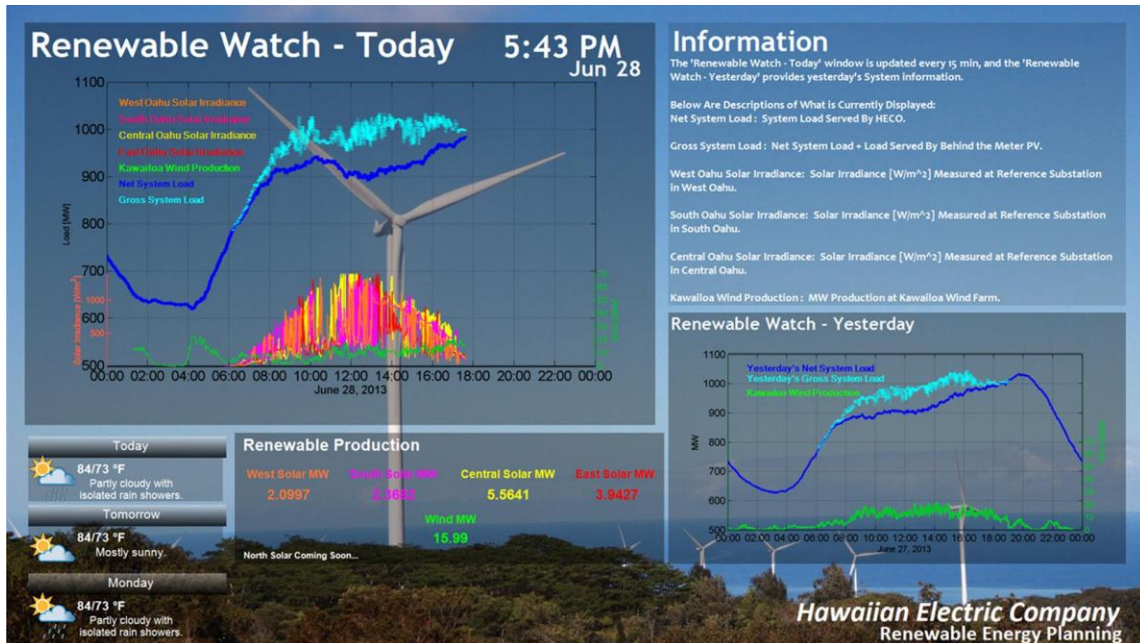 Renewable Watch - Today
5:43 PM
Jun 28
1100
1000
900
800
700
600
500
Load [MW]
West Oahu Solar Irradiance
South Oahu Solar Irradiance
Central Oahu Solar Irradiance
East Oahu Solar Irradiance
Kawailoa Wind Production
Net System Load
Gross System Load
Solar Irradiance [W/m²]
1000
500
00:00 02:00 04:00 06:00 08:00 10:00 12:00 14:00 16:00 18:00 20:00 22:00 00:00
June 28, 2013
Information
The 'Renewable Watch - Today' window is updated every 15 min, and the 'Renewable
Watch - Yesterday' provides yesterday's System information.
Below Are Descriptions of What is Currently Displayed:
Net System Load : System Load Served By HECO.
Gross System Load : Net System Load + Load Served By Behind the Meter PV.
West Oahu Solar Irradiance: Solar Irradiance [W/m^2] Measured at Reference Substation
in West Oahu.
South Oahu Solar Irradiance: Solar Irradiance [W/m^2] Measured at Reference Substation
in South Oahu.
Central Oahu Solar Irradiance: Solar Irradiance [W/m^2] Measured at Reference Substation
in Central Oahu.
Kawailoa Wind Production : MW Production at Kawailoa Wind Farm.
Renewable Watch - Yesterday
1100
1000
900
800
700
600
500
MW
Yesterday's Net System Load
Yesterday's Gross System Load
Kawailoa Wind Production
00:00 02:00 04:00 06:00 08:00 10:00 12:00 14:00 16:00 18:00 20:00 22:00 00:00
June 27, 2013
Today
84/73 °F
Partly cloudy with
isolated rain showers.
Tomorrow
84/73 °F
Mostly sunny.
Monday
84/73 °F
Partly cloudy with
isolated rain showers.
Renewable Production
West Solar MW
South Solar MW
Central Solar MW
East Solar MW
2.0997
5.5641
3.9427
Wind MW
15.99
North Solar Coming Soon...
Hawaiian Electric Company
Renewable Energy Planning